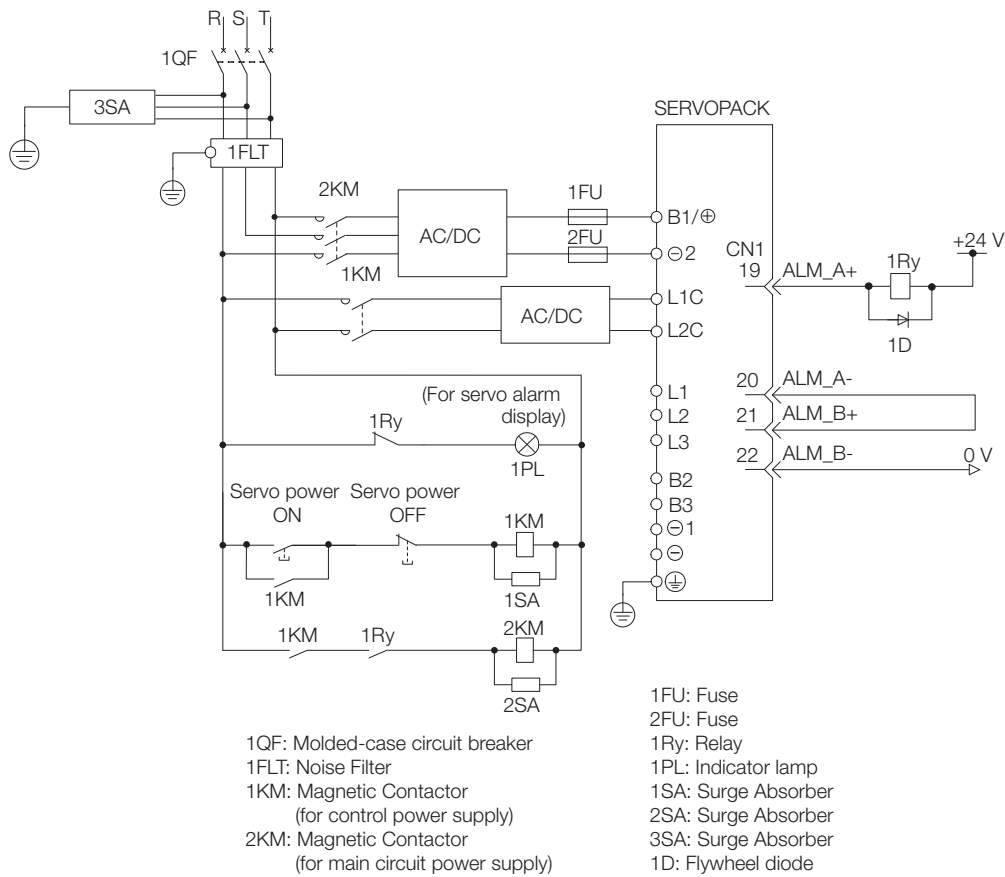 R S T
1QF
3SA
1FLT
SERVOPACK
2KM
1FU
B1/⊕
AC/DC
2FU
⊖2
CN1
+24 V
1KM
19 ALM_A+
1Ry
L1C
AC/DC
L2C
1D
20 ALM_A-
L1
(For servo alarm
display)
L2
21 ALM_B+
1Ry
L3
22 ALM_B-
0 V
1PL
B2
Servo power
ON
Servo power
OFF
B3
1KM
⊖1
⊖
1KM
1SA
1KM
1Ry
2KM
2SA
1QF: Molded-case circuit breaker
1FLT: Noise Filter
1KM: Magnetic Contactor
(for control power supply)
2KM: Magnetic Contactor
(for main circuit power supply)
1FU: Fuse
2FU: Fuse
1Ry: Relay
1PL: Indicator lamp
1SA: Surge Absorber
2SA: Surge Absorber
3SA: Surge Absorber
1D: Flywheel diode